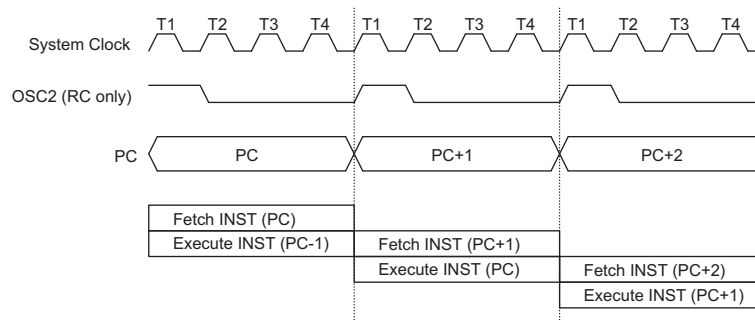 T1 T2 T3 T4 T1 T2 T3 T4 T1 T2 T3 T4
System Clock
OSC2 (RC only)
PC PC PC+1 PC+2
Fetch INST (PC)
Execute INST (PC-1) Fetch INST (PC+1)
Execute INST (PC) Fetch INST (PC+2)
Execute INST (PC+1)